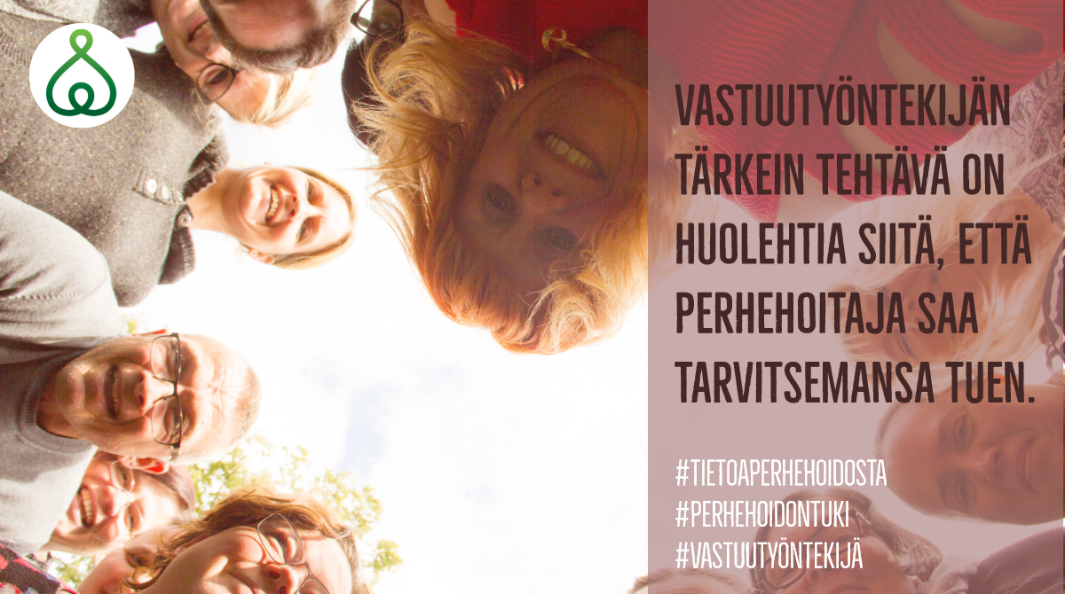 VASTUUTYÖNTEKIJÄN
TÄRKEIN TEHTÄVÄ ON
HUOLEHTIA SIITÄ, ETTÄ
PERHEHOITAJA SAA
TARVITSEMANSA TUEN.
#TIETOAPERHEHOIDOSTA
#PERHEHOIDONTUKI
#VASTUUTYÖNTEKIJÄ